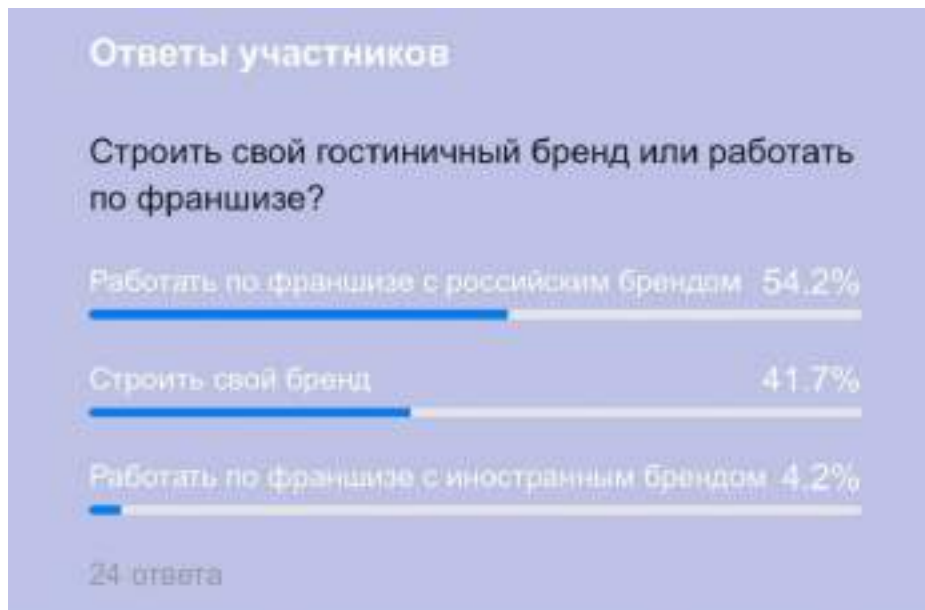 Ответы участников
Строить свой гостиничный бренд или работать
по франшизе?
Работать по франшизе с российским брендом 54.2%
Строить свой бренд 41.7%
Работать по франшизе с иностранным брендом 4.2%
24 ответа